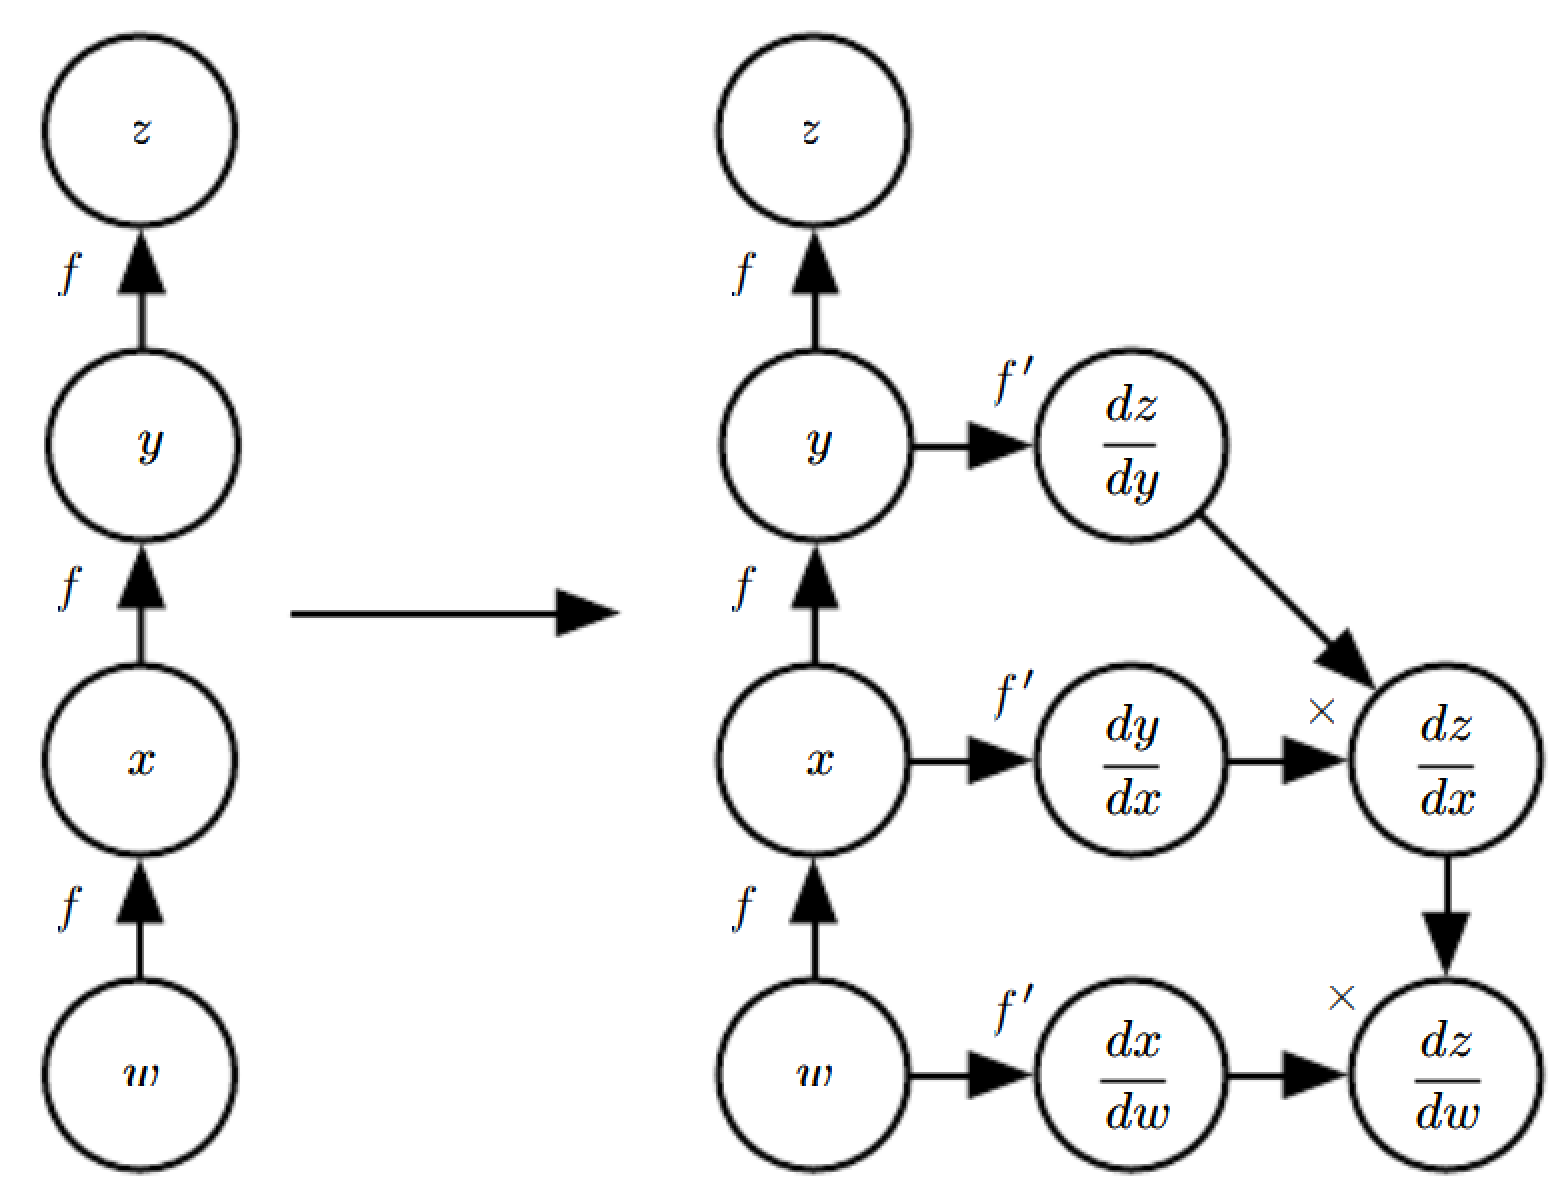 z z
f f
y f′ dz/dy
y
f f
x x f′ dy/dx × dz/dx
f f
w w f′ dx/dw × dz/dw